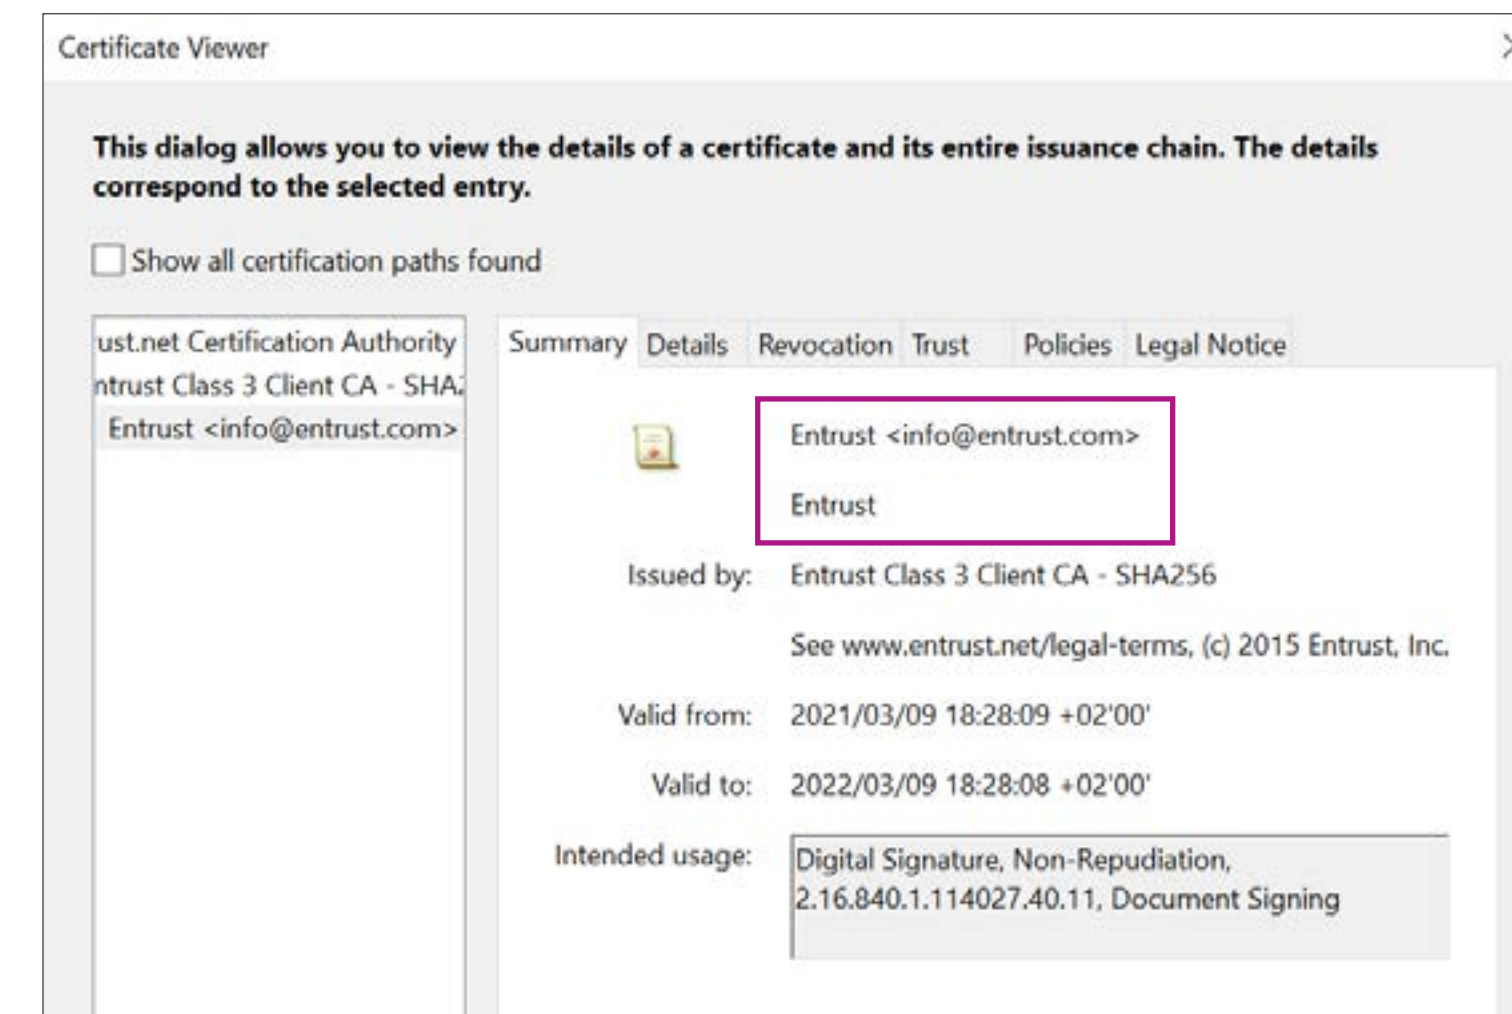 Certificate Viewer
This dialog allows you to view the details of a certificate and its entire issuance chain. The details
correspond to the selected entry.
Show all certification paths found
ust.net Certification Authority
ntrust Class 3 Client CA - SHA2
Entrust <info@entrust.com>
Summary Details Revocation Trust Policies Legal Notice
Entrust <info@entrust.com>
Entrust
Issued by: Entrust Class 3 Client CA - SHA256
See www.entrust.net/legal-terms, (c) 2015 Entrust, Inc.
Valid from: 2021/03/09 18:28:09 +02'00'
Valid to: 2022/03/09 18:28:08 +02'00'
Intended usage: Digital Signature, Non-Repudiation,
2.16.840.1.114027.40.11, Document Signing